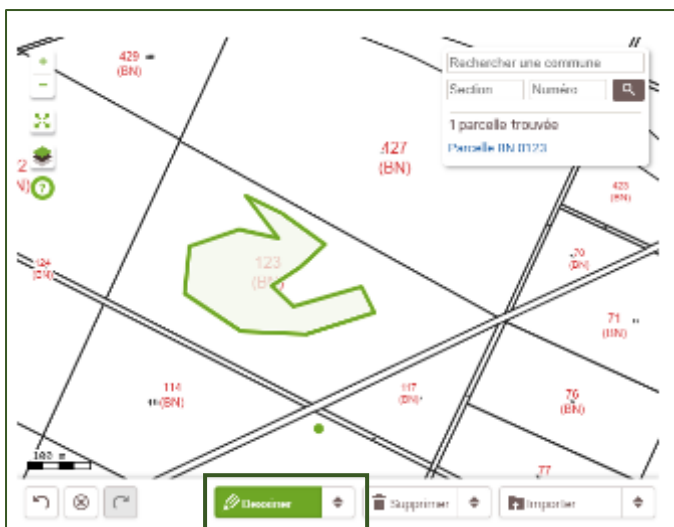 429
(BN)
Rechercher une commune
Section Numéro
1 parcelle trouvée
Parcelle BN 0123
427
(BN)
2
N)
?
423
(BN)
123
(BN)
124
(BN)
70
(BN)
71
(BN)
114
(BN)
117
(BN)
76
(BN)
77
100 m
Dessiner
Supprimer
Importer